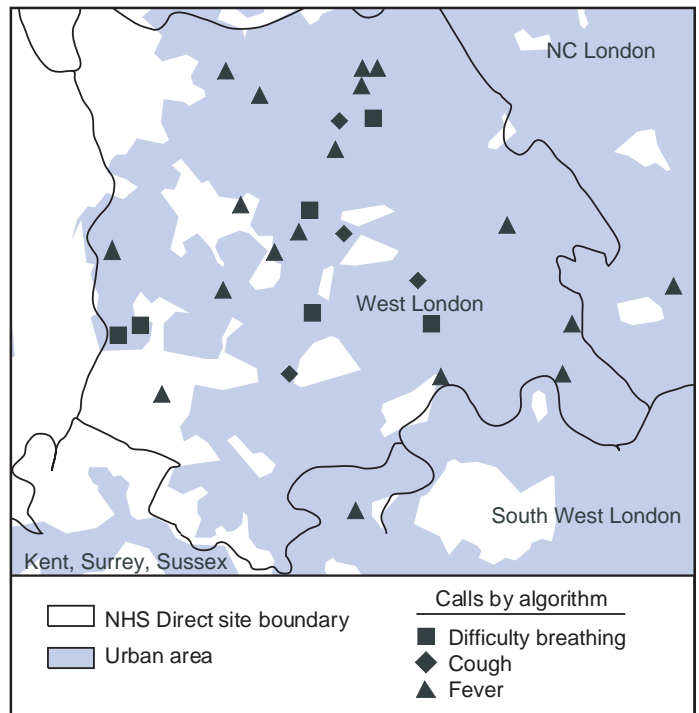 NC London
West London
South West London
Kent, Surrey, Sussex
NHS Direct site boundary
Urban area
Calls by algorithm
Difficulty breathing
Cough
Fever